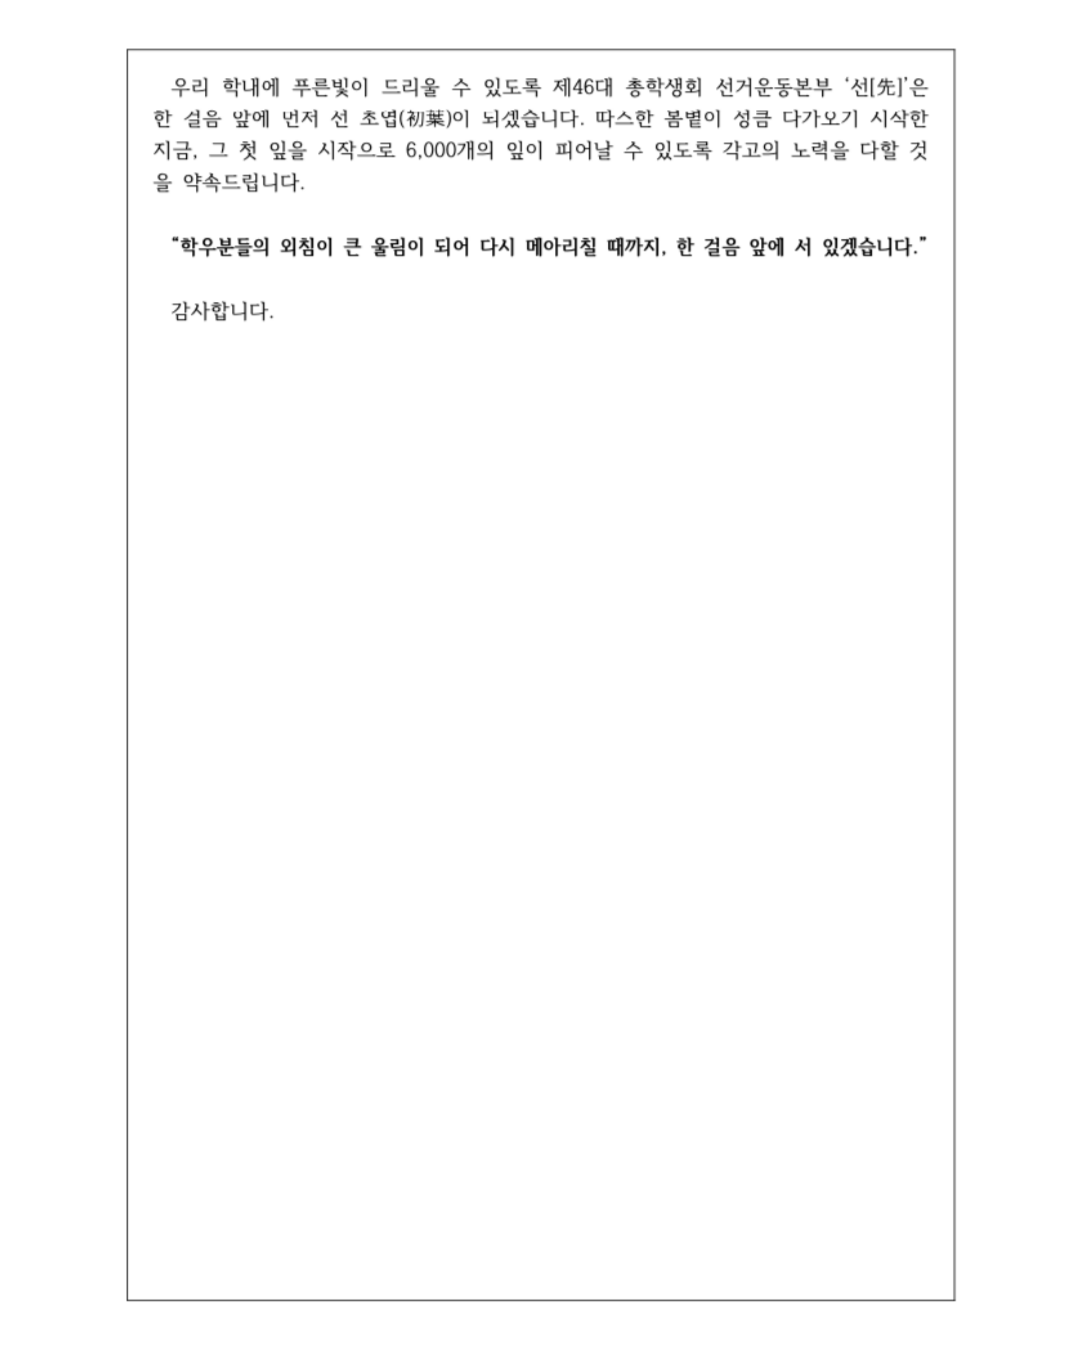 우리 학내에 푸른빛이 드리울 수 있도록 제46대 총학생회 선거운동본부 ‘선[先]’은
한 걸음 앞에 먼저 선 초엽(初葉)이 되겠습니다. 따스한 봄볕이 성큼 다가오기 시작한
지금, 그 첫 잎을 시작으로 6,000개의 잎이 피어날 수 있도록 각고의 노력을 다할 것
을 약속드립니다.
“학우분들의 외침이 큰 울림이 되어 다시 메아리칠 때까지, 한 걸음 앞에 서 있겠습니다.”
감사합니다.